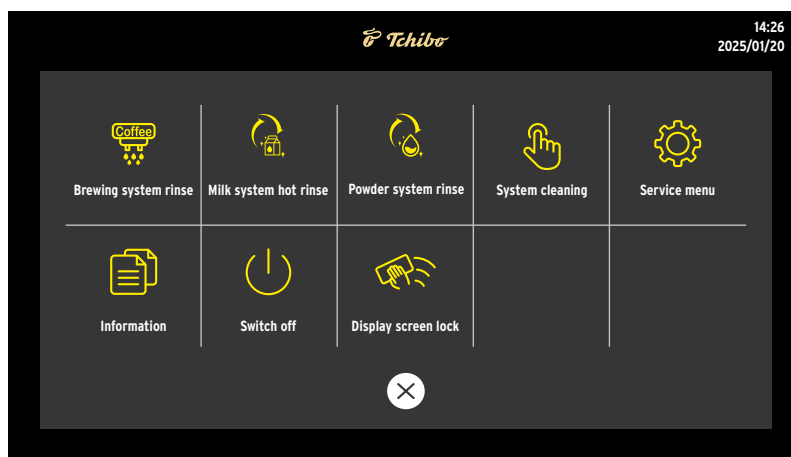 Tchibo
14:26
2025/01/20
Coffee
Brewing system rinse
Milk system hot rinse
Powder system rinse
System cleaning
Service menu
Information
Switch off
Display screen lock